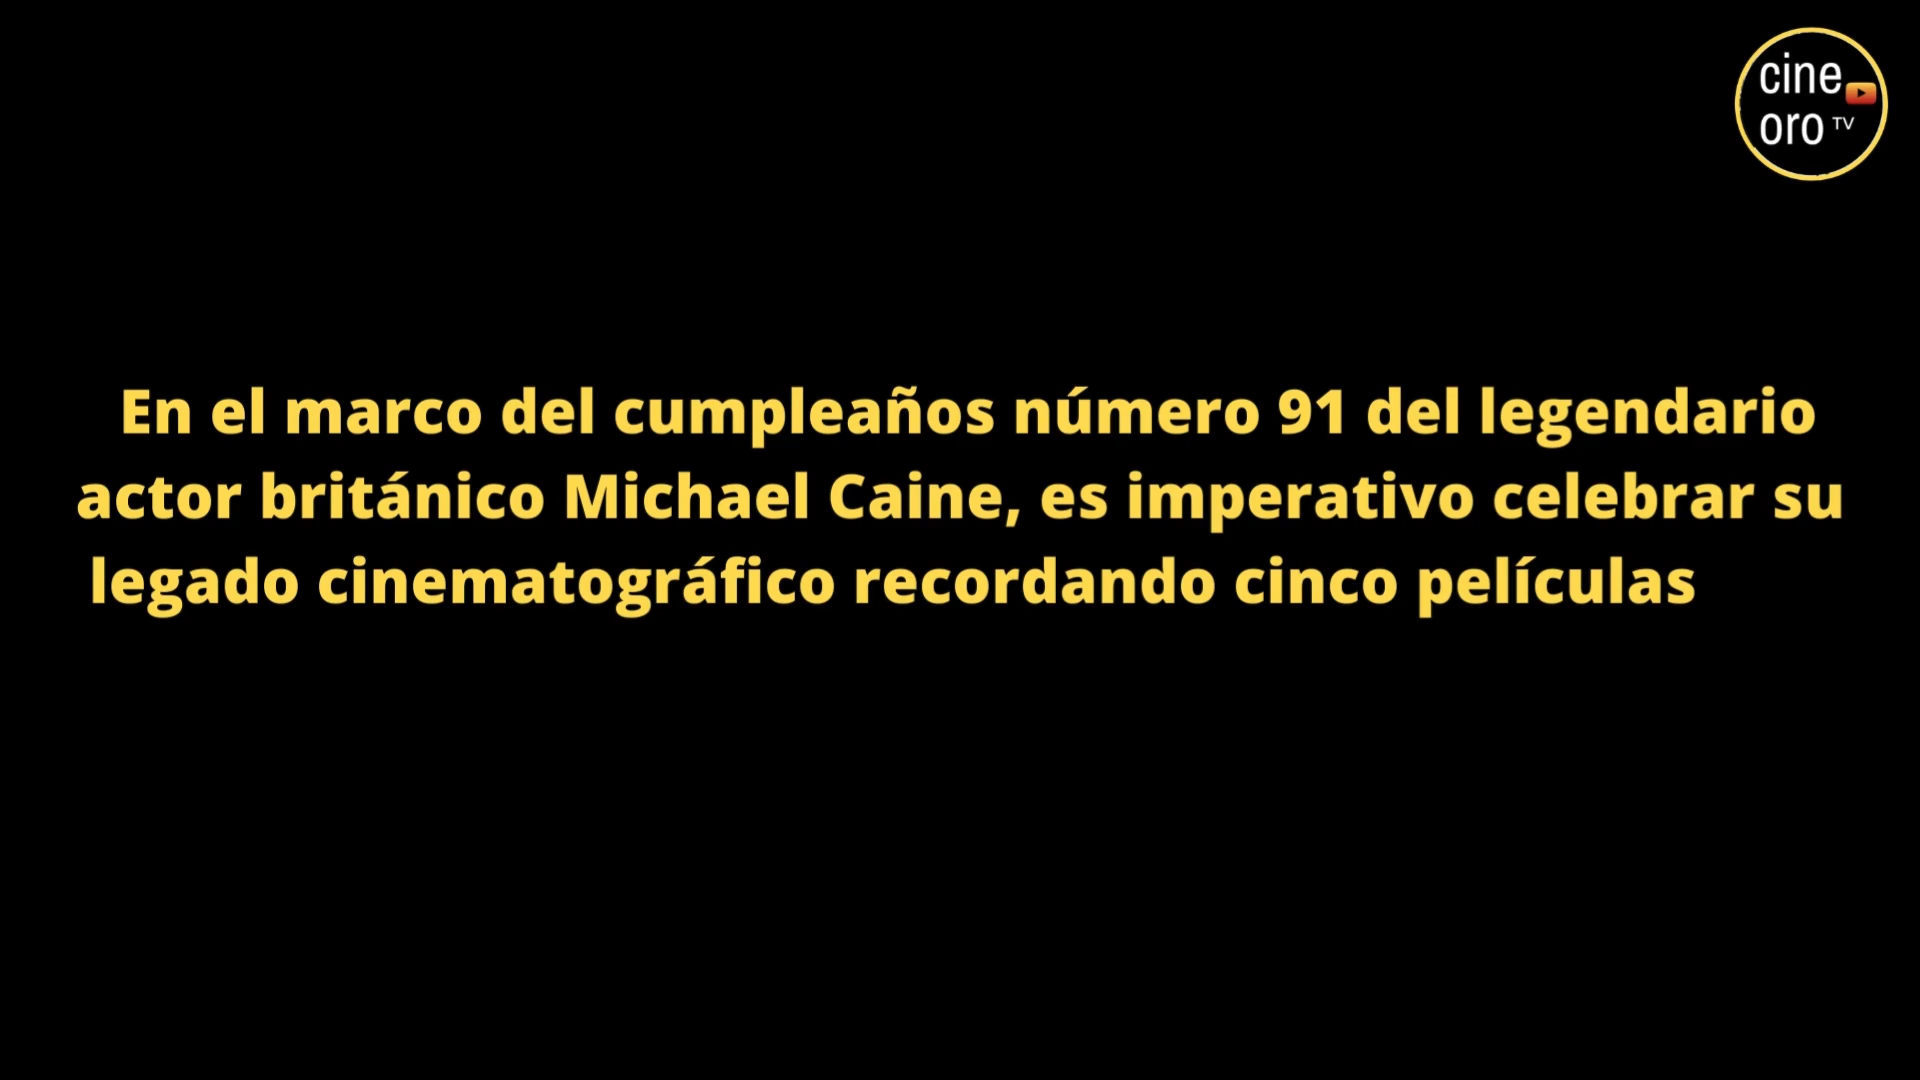 cine
oro TV
En el marco del cumpleaños número 91 del legendario
actor británico Michael Caine, es imperativo celebrar su
legado cinematográfico recordando cinco películas